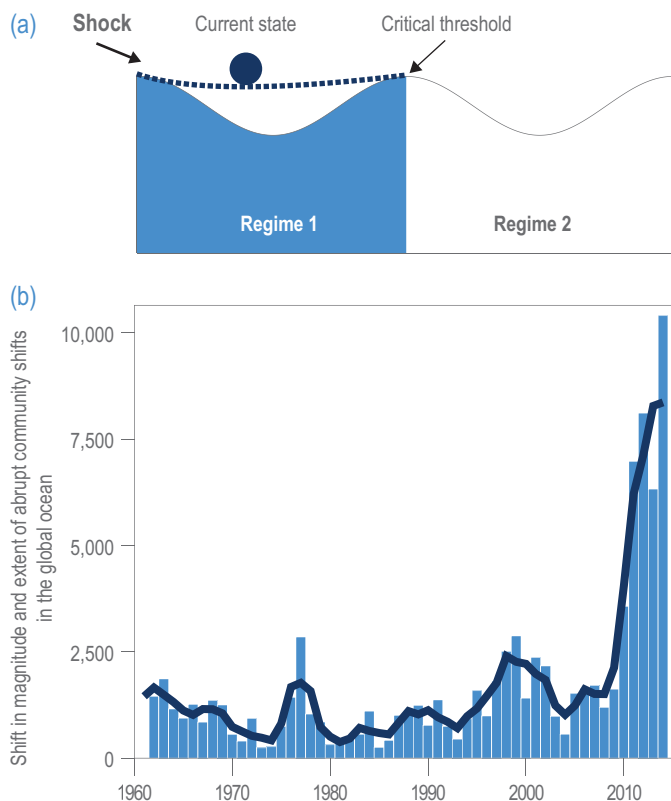 (a)
Shock
Current state
Critical threshold
Regime 1
Regime 2
(b)
Shift in magnitude and extent of abrupt community shifts
in the global ocean
10,000
7,500
5,000
2,500
0
1960
1970
1980
1990
2000
2010